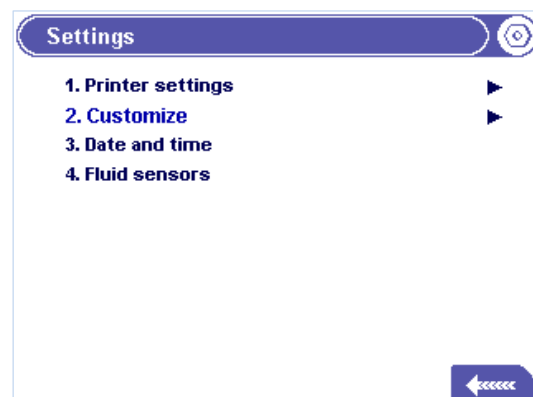 Settings
1. Printer settings
2. Customize
3. Date and time
4. Fluid sensors